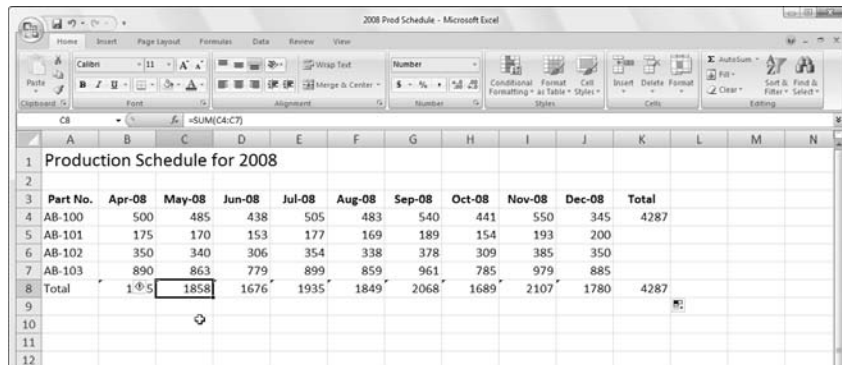 2008 Prod Schedule - Microsoft Excel
Home Insert Page Layout Formulas Data Review View
Paste
Clipboard
Calibri 11
B I U
Font
Wrap Text
Merge & Center
Alignment
Number
$ % ,
Number
Conditional Formatting Format as Table Cell Styles
Styles
Insert Delete Format
Cells
Σ AutoSum
Fill
Clear
Sort & Filter Find & Select
Editing
C8 fx =SUM(C4:C7)
A B C D E F G H I J K L M N
1 Production Schedule for 2008
2
3 Part No. Apr-08 May-08 Jun-08 Jul-08 Aug-08 Sep-08 Oct-08 Nov-08 Dec-08 Total
4 AB-100 500 485 438 505 483 540 441 550 345 4287
5 AB-101 175 170 153 177 169 189 154 193 200
6 AB-102 350 340 306 354 338 378 309 385 350
7 AB-103 890 863 779 899 859 961 785 979 885
8 Total 1858 1676 1935 1849 2068 1689 2107 1780 4287
9
10
11
12